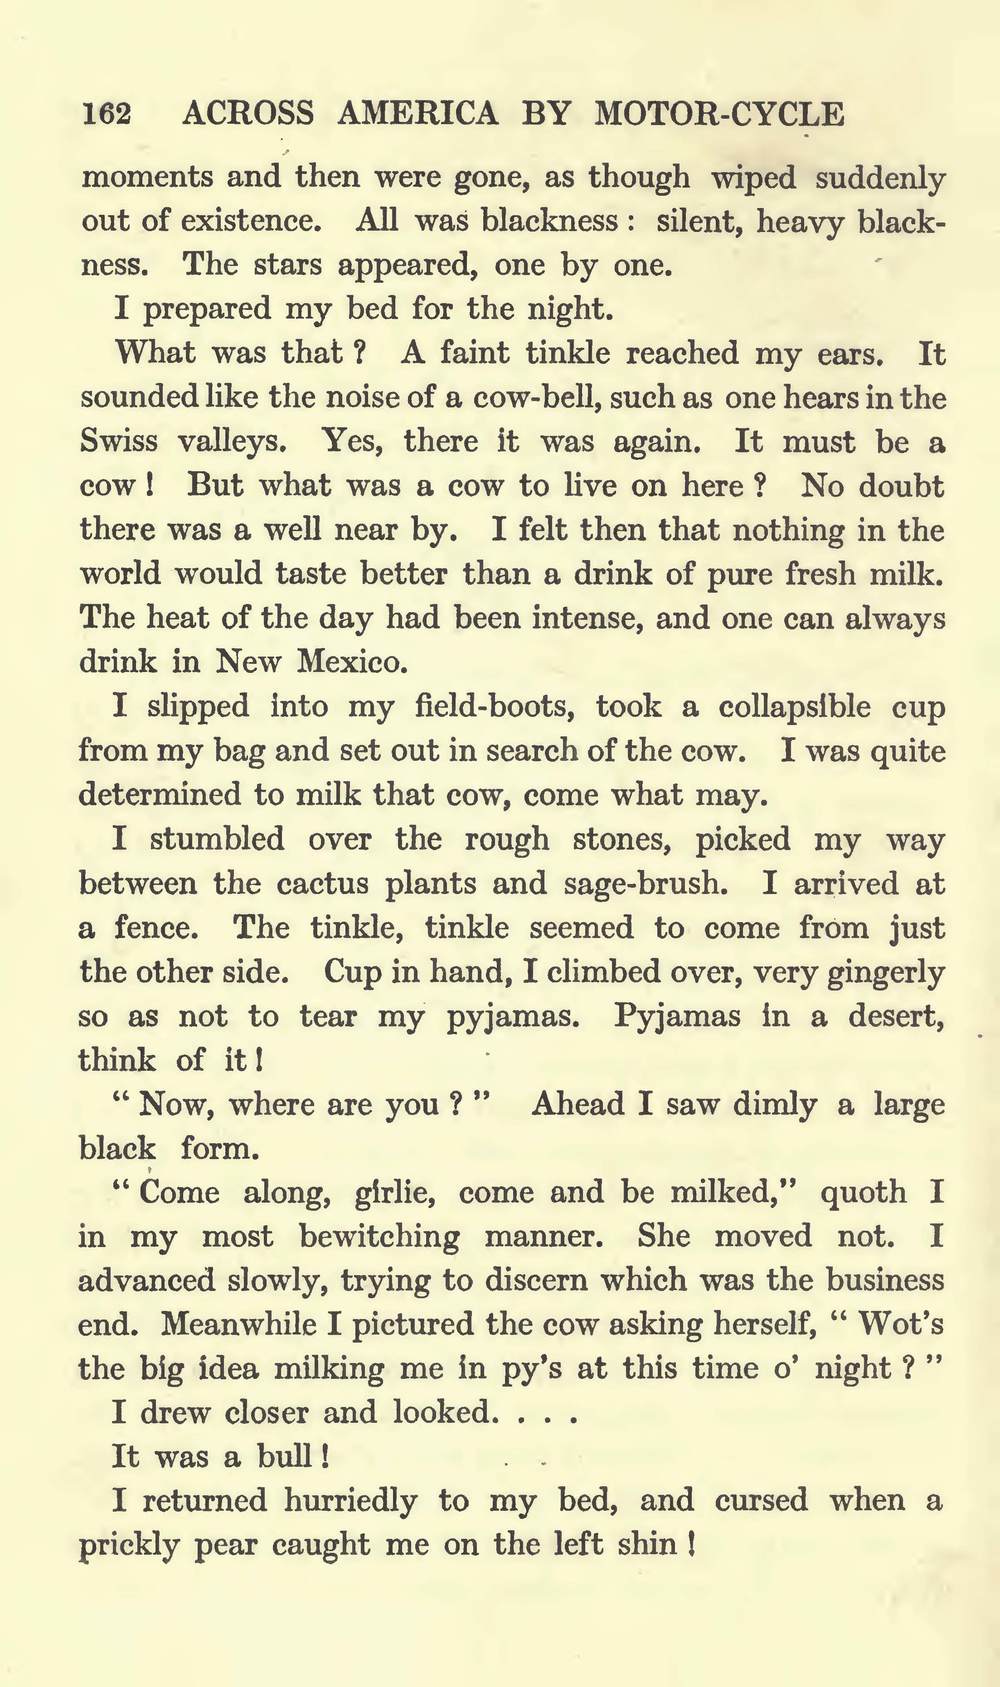 162 ACROSS AMERICA BY MOTOR-CYCLE
moments and then were gone, as though wiped suddenly
out of existence. All was blackness : silent, heavy black-
ness. The stars appeared, one by one.
I prepared my bed for the night.
What was that ? A faint tinkle reached my ears. It
sounded like the noise of a cow-bell, such as one hears in the
Swiss valleys. Yes, there it was again. It must be a
cow ! But what was a cow to live on here ? No doubt
there was a well near by. I felt then that nothing in the
world would taste better than a drink of pure fresh milk.
The heat of the day had been intense, and one can always
drink in New Mexico.
I slipped into my field-boots, took a collapsible cup
from my bag and set out in search of the cow. I was quite
determined to milk that cow, come what may.
I stumbled over the rough stones, picked my way
between the cactus plants and sage-brush. I arrived at
a fence. The tinkle, tinkle seemed to come from just
the other side. Cup in hand, I climbed over, very gingerly
so as not to tear my pyjamas. Pyjamas in a desert,
think of it !
" Now, where are you ? " Ahead I saw dimly a large
black form.
" Come along, girlie, come and be milked," quoth I
in my most bewitching manner. She moved not. I
advanced slowly, trying to discern which was the business
end. Meanwhile I pictured the cow asking herself, " Wot's
the big idea milking me in py's at this time o' night ? "
I drew closer and looked. . . .
It was a bull !
I returned hurriedly to my bed, and cursed when a
prickly pear caught me on the left shin !